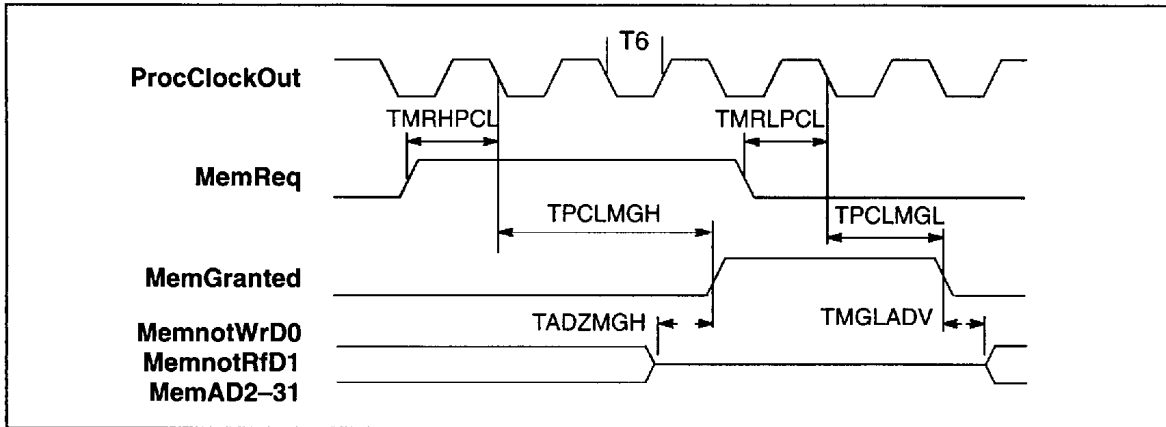 T6
ProcClockOut
TMRHPCL
TMRLPCL
MemReq
TPCLMGH
TPCLMGL
MemGranted
TADZMGH
TMGLADV
MemnotWrD0
MemnotRfD1
MemAD2–31